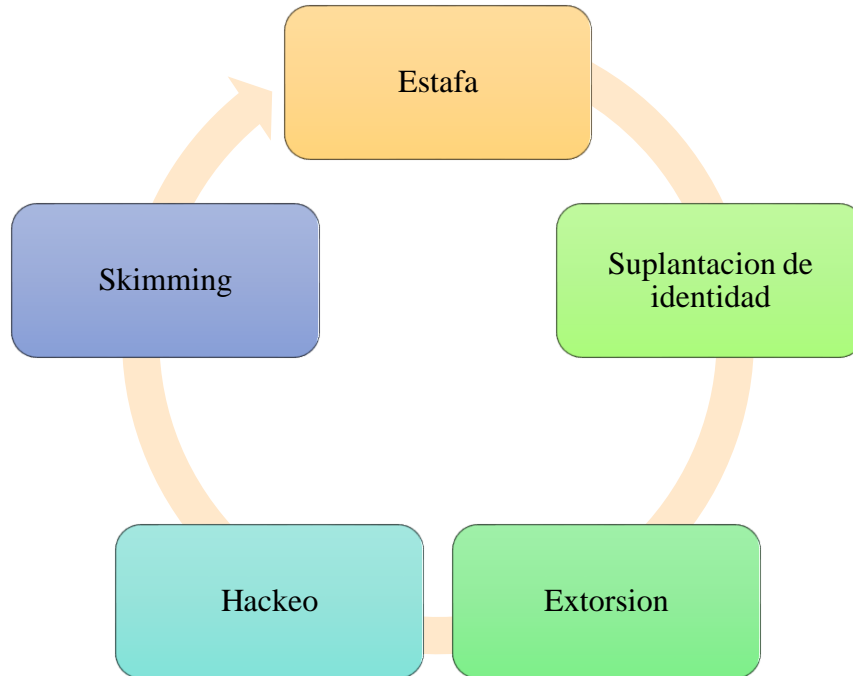 Estafa
Suplantacion de
identidad
Extorsion
Hackeo
Skimming